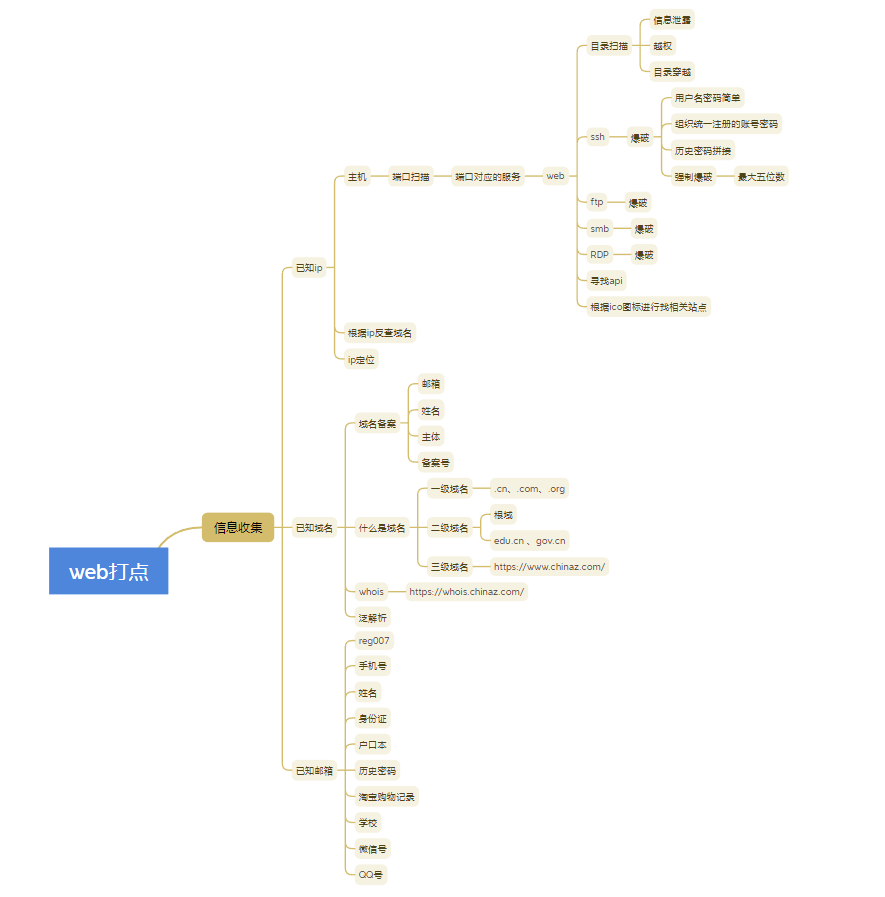 web打点
信息收集
已知ip
主机
端口扫描
端口对应的服务
web
目录扫描
信息泄露
越权
目录穿越
ssh
爆破
用户名密码简单
组织统一注册的账号密码
历史密码拼接
强制爆破
最大五位数
ftp
爆破
smb
爆破
RDP
爆破
寻找api
根据ico图标进行找相关站点
根据ip反查域名
ip定位
已知域名
域名备案
邮箱
姓名
主体
备案号
什么是域名
一级域名
.cn、.com、.org
二级域名
根域
edu.cn 、gov.cn
三级域名
https://www.chinaz.com/
whois
https://whois.chinaz.com/
泛解析
已知邮箱
reg007
手机号
姓名
身份证
户口本
历史密码
淘宝购物记录
学校
微信号
QQ号